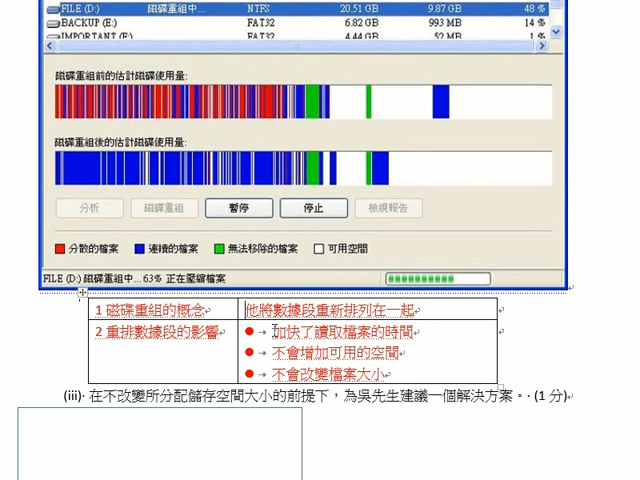 FILE (D:) 磁碟重組中... NTFS 20.51 GB 9.87 GB 48 %
BACKUP (E:) FAT32 6.82 GB 993 MB 14 %
IMPORTANT (F:) FAT32 4.44 GB 52 MB 1 %
磁碟重組前的估計磁碟使用量:
磁碟重組後的估計磁碟使用量:
分析 磁碟重組 暫停 停止 檢視報告
分散的檔案 連續的檔案 無法移除的檔案 可用空間
FILE (D:) 磁碟重組中... 63% 正在壓縮檔案
1 磁碟重組的概念 他將數據段重新排列在一起
2 重排數據段的影響 ● 加快了讀取檔案的時間
● 不會增加可用的空間
● 不會改變檔案大小
(iii) 在不改變所分配儲存空間大小的前提下，為吳先生建議一個解決方案。 (1 分)